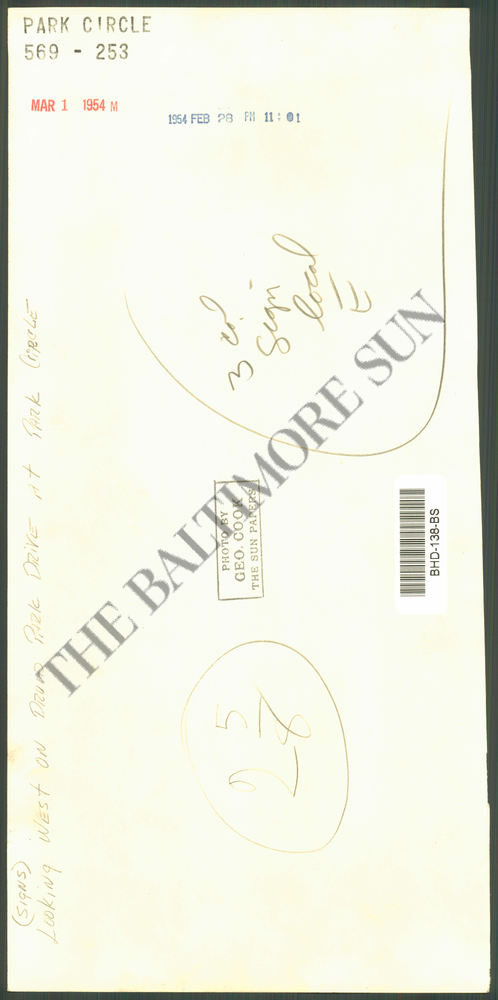 PARK CIRCLE
569 - 253
MAR 1 1954 M
1954 FEB 28 PM 11:01
3 col
sign
local
E
THE BALTIMORE SUN
PHOTO BY
GEO. COOK
THE SUN PAPERS
BHD-138-BS
5
28
(SIGNS)
LOOKING WEST ON DRUID PARK DRIVE AT PARK CIRCLE